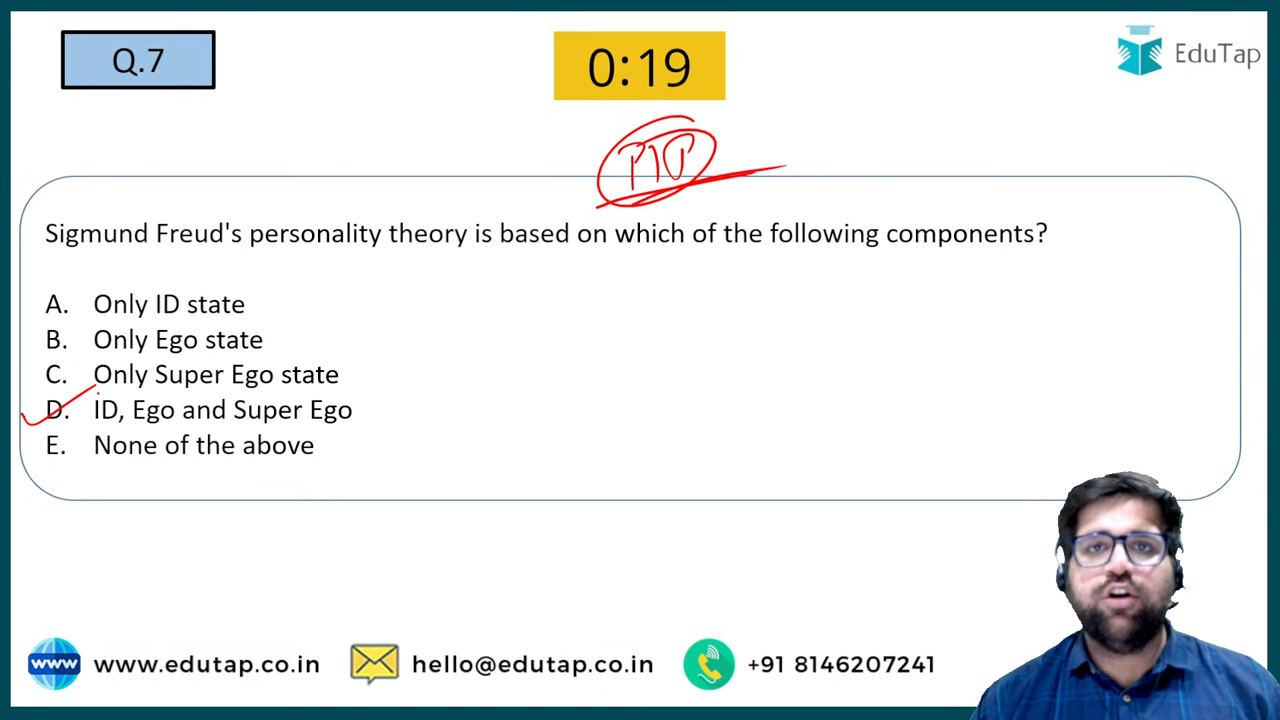 Q.7
0:19
EduTap
Sigmund Freud's personality theory is based on which of the following components?
A. Only ID state
B. Only Ego state
C. Only Super Ego state
D. ID, Ego and Super Ego
E. None of the above
www www.edutap.co.in hello@edutap.co.in +91 8146207241